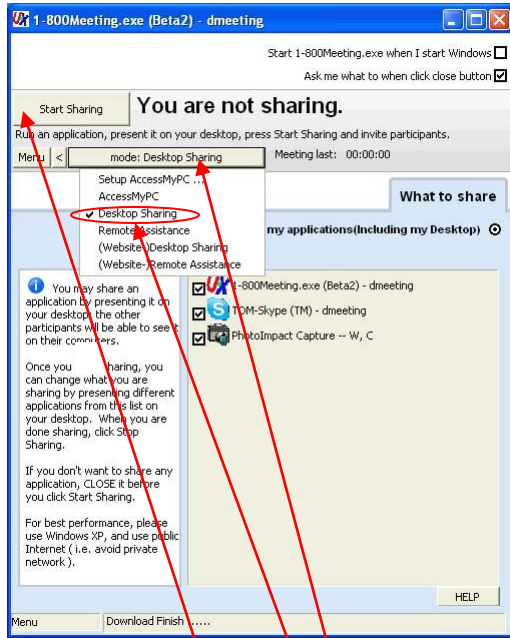 1-800Meeting.exe (Beta2) - dmeeting
Start 1-800Meeting.exe when I start Windows
Ask me what to when click close button
Start Sharing
You are not sharing.
Run an application, present it on your desktop, press Start Sharing and invite participants.
Menu < mode: Desktop Sharing Meeting last: 00:00:00
Setup AccessMyPC ...
AccessMyPC
Desktop Sharing
Remote Assistance
(Website-)Desktop Sharing
(Website-)Remote Assistance
What to share
my applications(Including my Desktop)
You may share an
application by presenting it on
your desktop; the other
participants will be able to see it
on their computers.
Once you haring, you
can change what you are
sharing by presenting different
applications from this list on
your desktop. When you are
done sharing, click Stop
Sharing.
If you don't want to share any
application, CLOSE it before
you click Start Sharing.
For best performance, please
use Windows XP, and use public
Internet ( i.e. avoid private
network ).
1-800Meeting.exe (Beta2) - dmeeting
TOM-Skype (TM) - dmeeting
PhotoImpact Capture -- W, C
HELP
Menu Download Finish .....